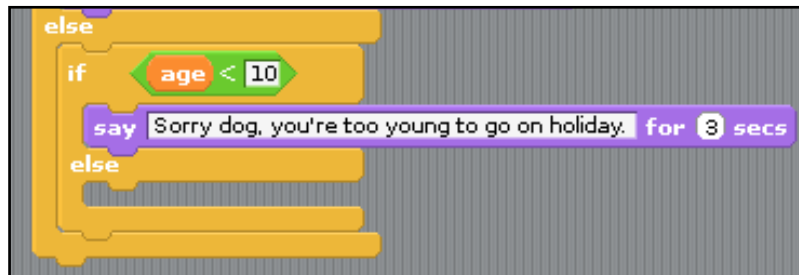 else
if age < 10
say Sorry dog, you're too young to go on holiday. for 3 secs
else